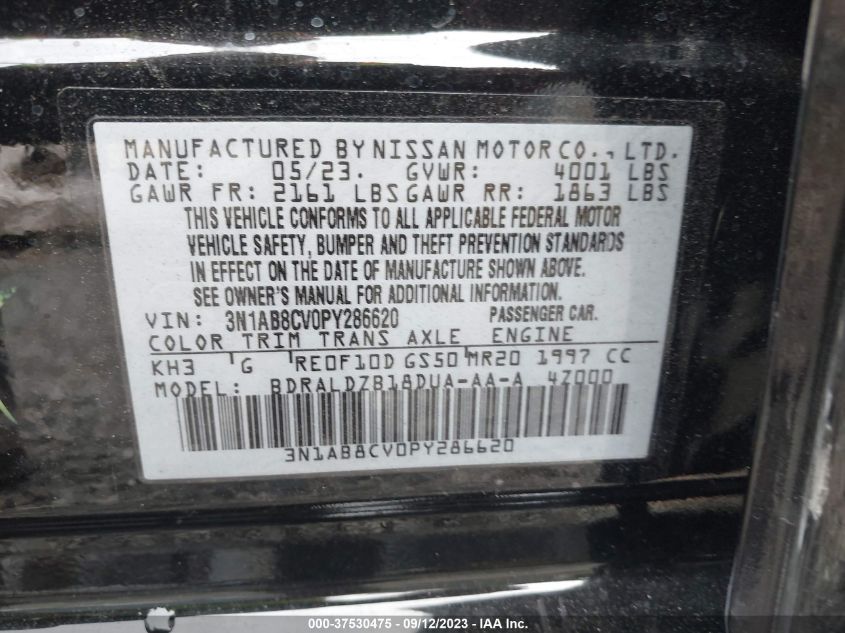 MANUFACTURED BY NISSAN MOTOR CO., LTD.
DATE: 05/23. GVWR: 4001 LBS
GAWR FR: 2161 LBS GAWR RR: 1863 LBS
THIS VEHICLE CONFORMS TO ALL APPLICABLE FEDERAL MOTOR
VEHICLE SAFETY, BUMPER AND THEFT PREVENTION STANDARDS
IN EFFECT ON THE DATE OF MANUFACTURE SHOWN ABOVE.
SEE OWNER'S MANUAL FOR ADDITIONAL INFORMATION.
VIN: 3N1AB8CV0PY286620 PASSENGER CAR.
COLOR TRIM TRANS AXLE ENGINE
KH3 G RE0F10D GS50 MR20 1997 CC
MODEL: BDRALDZB18DUA-AA-A 4Z000
3N1AB8CV0PY286620
000-37530475 - 09/12/2023 - IAA Inc.